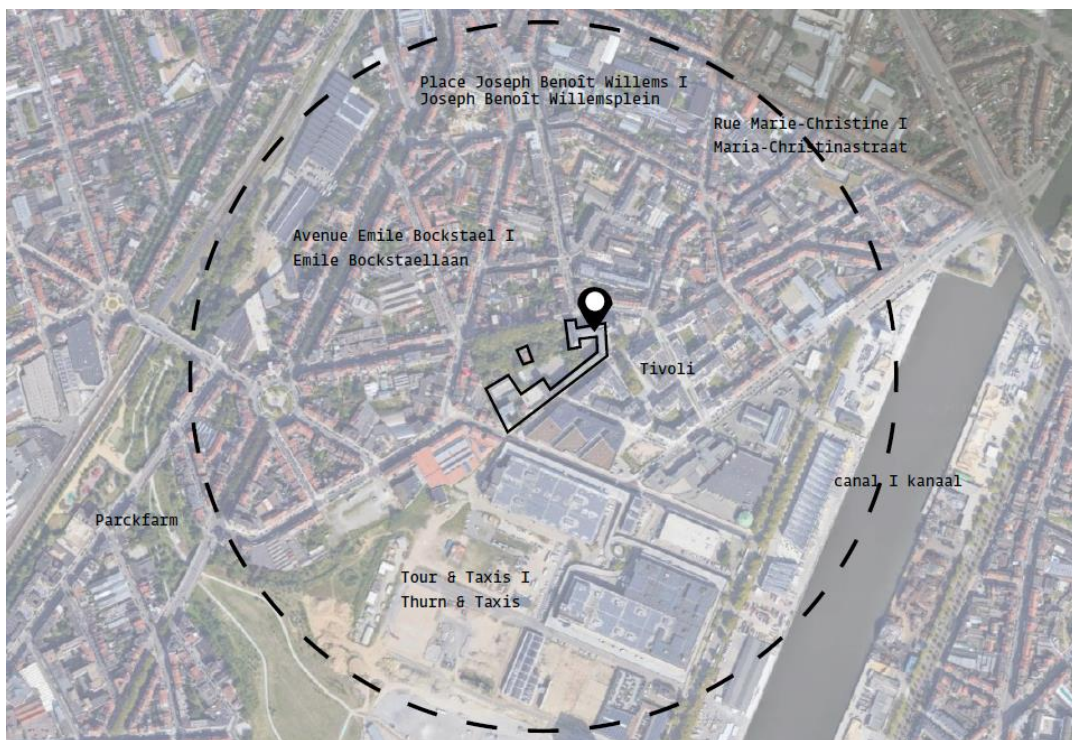 Place Joseph Benoît Willems I
Joseph Benoît Willemsplein
Rue Marie-Christine I
Maria-Christinastraat
Avenue Emile Bockstael I
Emile Bockstaellaan
Tivoli
canal I kanaal
Parckfarm
Tour & Taxis I
Thurn & Taxis